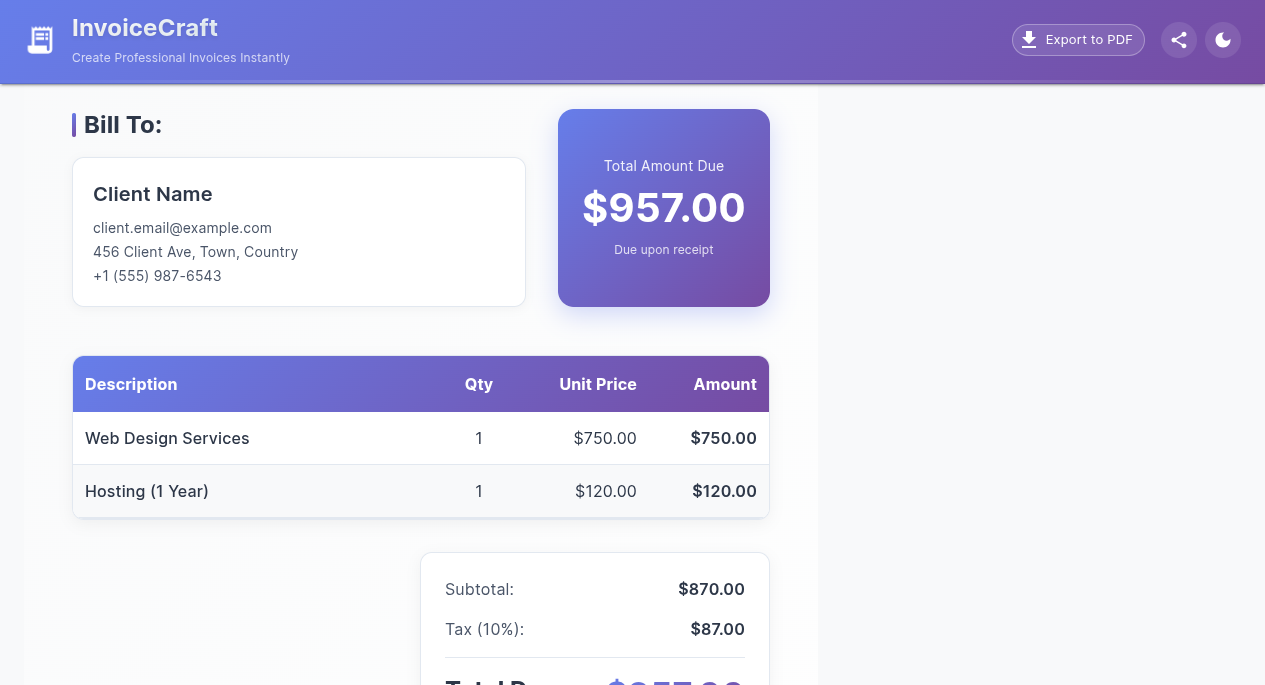 InvoiceCraft
Create Professional Invoices Instantly
Export to PDF
Bill To:
Client Name
client.email@example.com
456 Client Ave, Town, Country
+1 (555) 987-6543
Total Amount Due
$957.00
Due upon receipt
Description Qty Unit Price Amount
Web Design Services 1 $750.00 $750.00
Hosting (1 Year) 1 $120.00 $120.00
Subtotal: $870.00
Tax (10%): $87.00